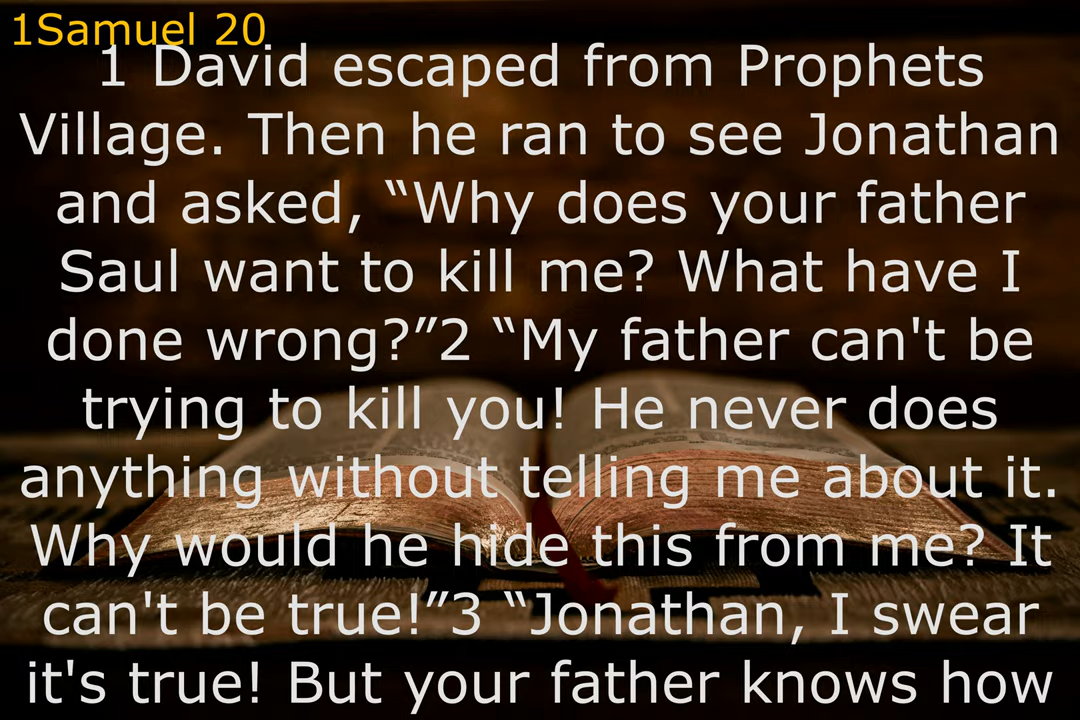 1Samuel 20
1 David escaped from Prophets
Village. Then he ran to see Jonathan
and asked, “Why does your father
Saul want to kill me? What have I
done wrong?”2 “My father can't be
trying to kill you! He never does
anything without telling me about it.
Why would he hide this from me? It
can't be true!”3 “Jonathan, I swear
it's true! But your father knows how